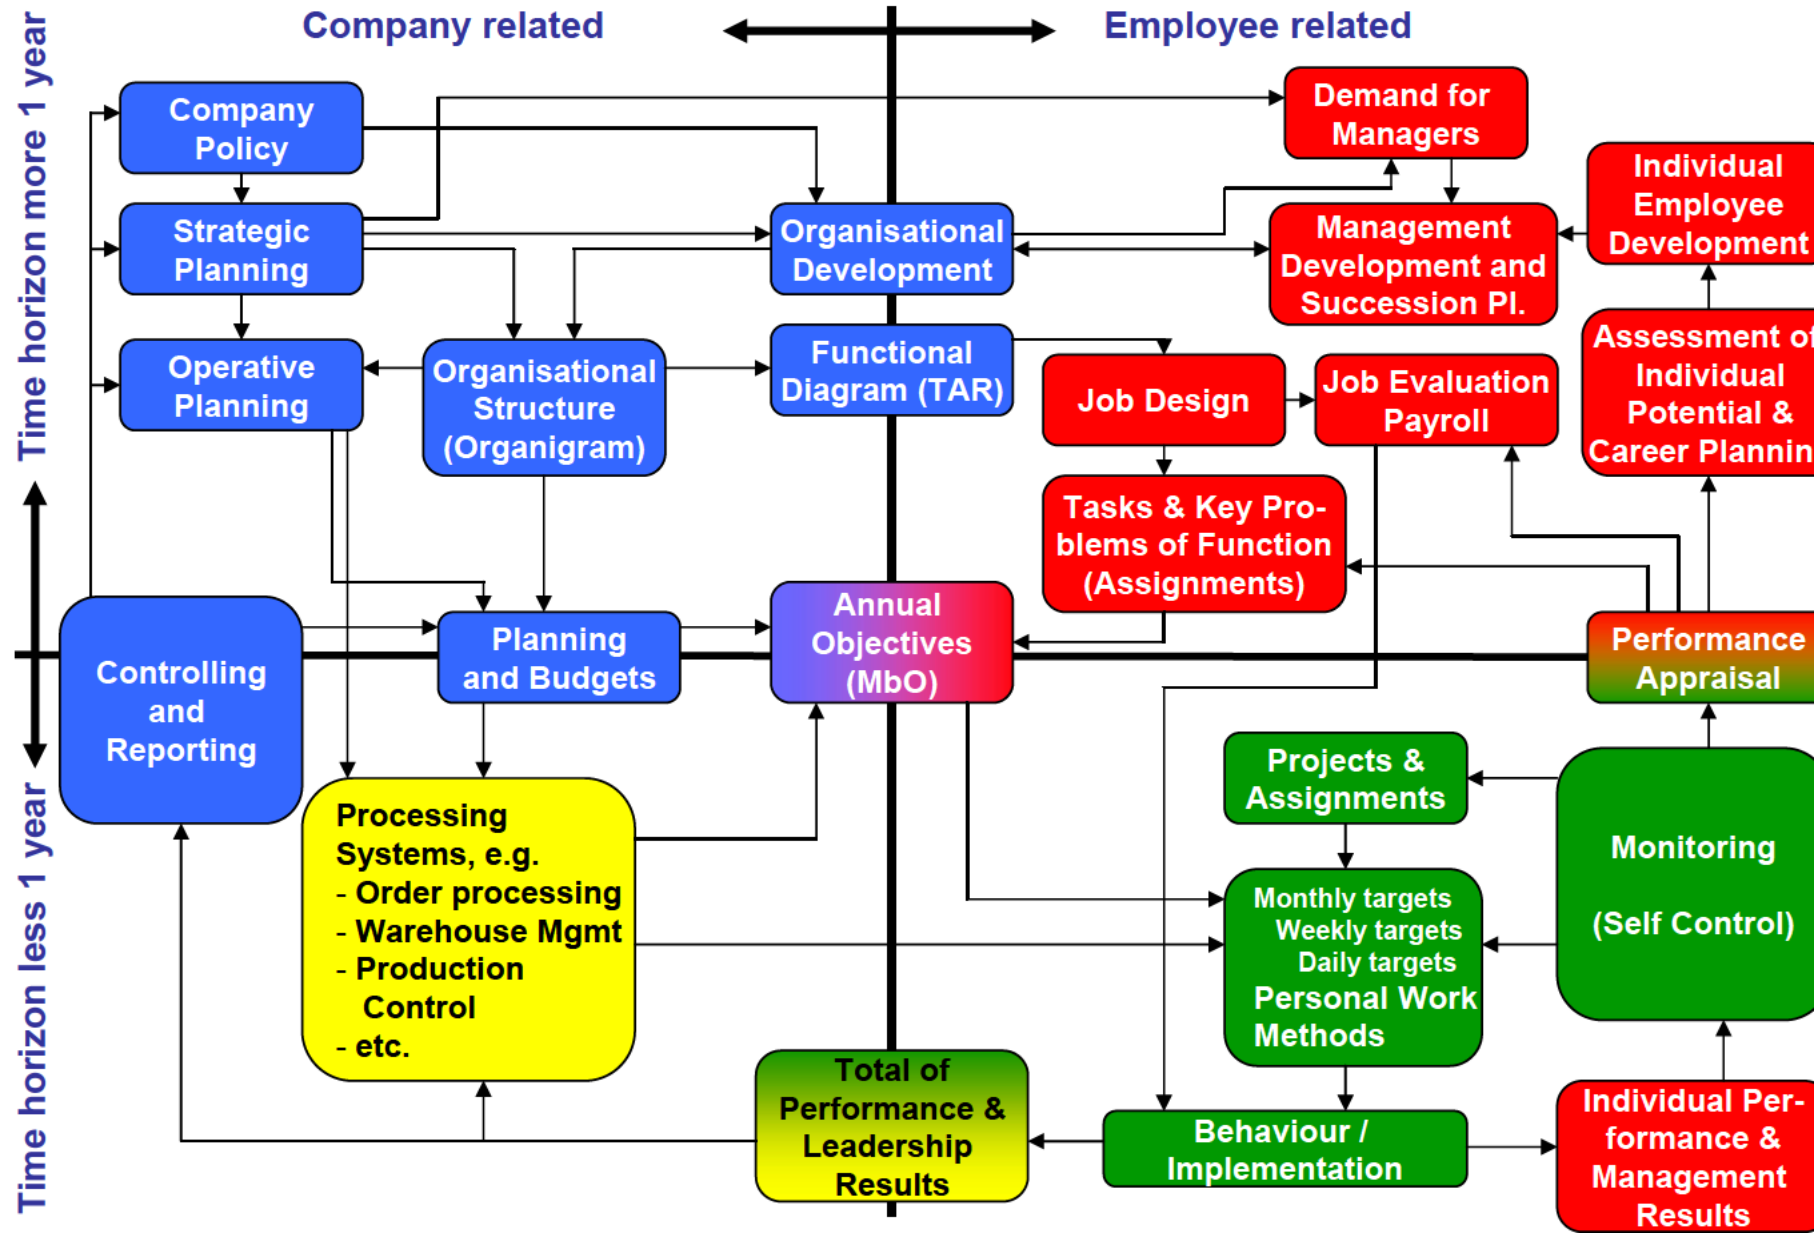 Company related
Employee related
Time horizon more 1 year
Time horizon less 1 year
Company
Policy
Strategic
Planning
Operative
Planning
Organisational
Structure
(Organigram)
Organisational
Development
Functional
Diagram (TAR)
Demand for
Managers
Management
Development and
Succession Pl.
Individual
Employee
Development
Job Design
Job Evaluation
Payroll
Assessment of
Individual
Potential &
Career Plannin
Tasks & Key Pro-
blems of Function
(Assignments)
Controlling
and
Reporting
Planning
and Budgets
Annual
Objectives
(MbO)
Performance
Appraisal
Processing
Systems, e.g.
- Order processing
- Warehouse Mgmt
- Production
Control
- etc.
Projects &
Assignments
Monthly targets
Weekly targets
Daily targets
Personal Work
Methods
Monitoring
(Self Control)
Total of
Performance &
Leadership
Results
Behaviour /
Implementation
Individual Per-
formance &
Management
Results